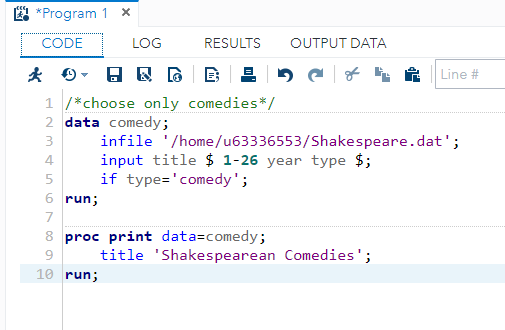 *Program 1 ×
CODE LOG RESULTS OUTPUT DATA
Line #
1 /*choose only comedies*/
2 data comedy;
3     infile '/home/u63336553/Shakespeare.dat';
4     input title $ 1-26 year type $;
5     if type='comedy';
6 run;
7
8 proc print data=comedy;
9     title 'Shakespearean Comedies';
10 run;